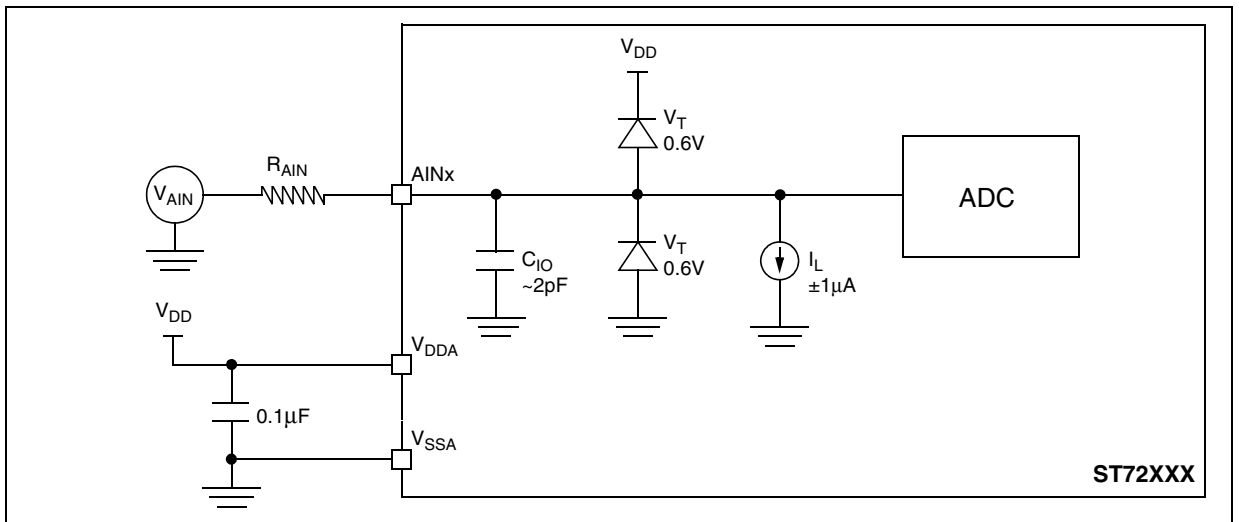 V_DD
V_T
0.6V
R_AIN
AINx
V_AIN
ADC
C_IO
~2pF
V_T
0.6V
I_L
±1μA
V_DD
V_DDA
0.1μF
V_SSA
ST72XXX